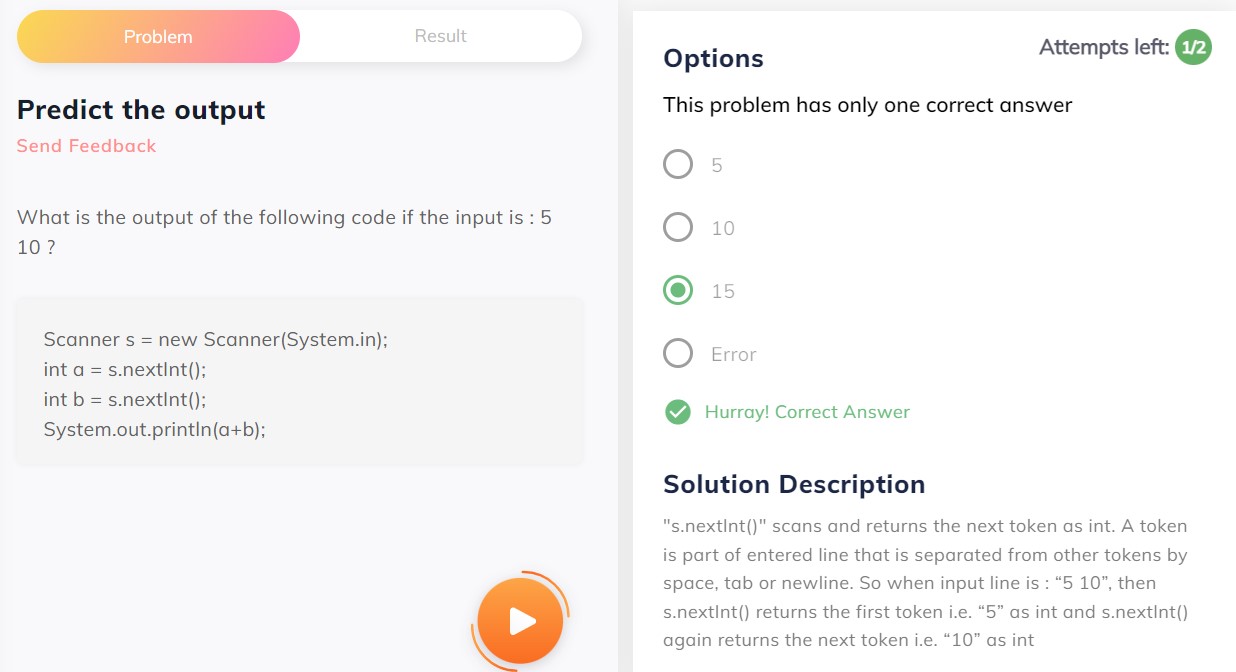 Problem
Result
Predict the output
Send Feedback
What is the output of the following code if the input is : 5
10 ?
Scanner s = new Scanner(System.in);
int a = s.nextInt();
int b = s.nextInt();
System.out.println(a+b);
Options
Attempts left: 1/2
This problem has only one correct answer
5
10
15
Error
Hurray! Correct Answer
Solution Description
"s.nextInt()" scans and returns the next token as int. A token
is part of entered line that is separated from other tokens by
space, tab or newline. So when input line is : “5 10”, then
s.nextInt() returns the first token i.e. “5” as int and s.nextInt()
again returns the next token i.e. “10” as int